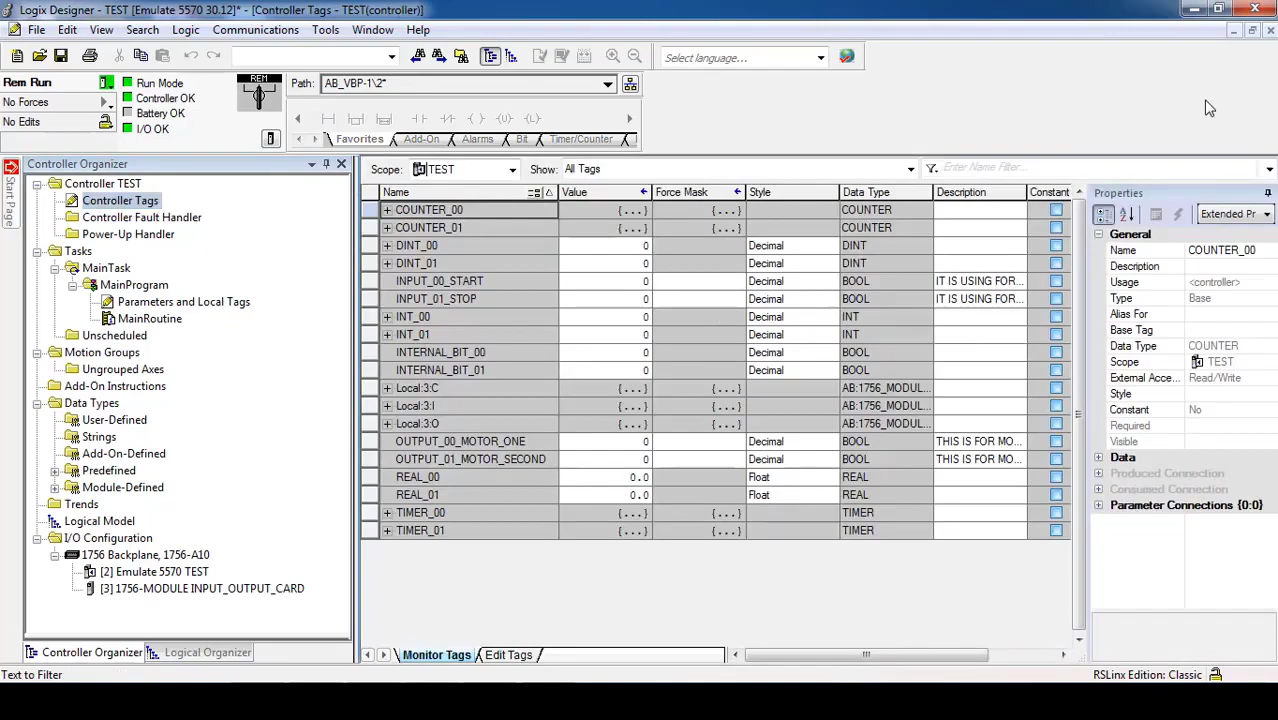 Logix Designer - TEST [Emulate 5570 30.12]* - [Controller Tags - TEST(controller)]
File Edit View Search Logic Communications Tools Window Help
Select language...
Rem Run
No Forces
No Edits
Run Mode
Controller OK
Battery OK
I/O OK
REM
Path: AB_VBP-1\2*
Favorites Add-On Alarms Bit Timer/Counter
Start Page
Controller Organizer
Controller TEST
Controller Tags
Controller Fault Handler
Power-Up Handler
Tasks
MainTask
MainProgram
Parameters and Local Tags
MainRoutine
Unscheduled
Motion Groups
Ungrouped Axes
Add-On Instructions
Data Types
User-Defined
Strings
Add-On-Defined
Predefined
Module-Defined
Trends
Logical Model
I/O Configuration
1756 Backplane, 1756-A10
[2] Emulate 5570 TEST
[3] 1756-MODULE INPUT_OUTPUT_CARD
Controller Organizer Logical Organizer
Scope: TEST Show: All Tags Enter Name Filter...
Name Value Force Mask Style Data Type Description Constant
COUNTER_00 {...} {...} COUNTER
COUNTER_01 {...} {...} COUNTER
DINT_00 0 Decimal DINT
DINT_01 0 Decimal DINT
INPUT_00_START 0 Decimal BOOL IT IS USING FOR...
INPUT_01_STOP 0 Decimal BOOL IT IS USING FOR...
INT_00 0 Decimal INT
INT_01 0 Decimal INT
INTERNAL_BIT_00 0 Decimal BOOL
INTERNAL_BIT_01 0 Decimal BOOL
Local:3:C {...} {...} AB:1756_MODUL...
Local:3:I {...} {...} AB:1756_MODUL...
Local:3:O {...} {...} AB:1756_MODUL...
OUTPUT_00_MOTOR_ONE 0 Decimal BOOL THIS IS FOR MO...
OUTPUT_01_MOTOR_SECOND 0 Decimal BOOL THIS IS FOR MO...
REAL_00 0.0 Float REAL
REAL_01 0.0 Float REAL
TIMER_00 {...} {...} TIMER
TIMER_01 {...} {...} TIMER
Monitor Tags Edit Tags
Properties
Extended Pr
General
Name COUNTER_00
Description
Usage <controller>
Type Base
Alias For
Base Tag
Data Type COUNTER
Scope TEST
External Acce... Read/Write
Style
Constant No
Required
Visible
Data
Produced Connection
Consumed Connection
Parameter Connections {0:0}
Text to Filter
RSLinx Edition: Classic